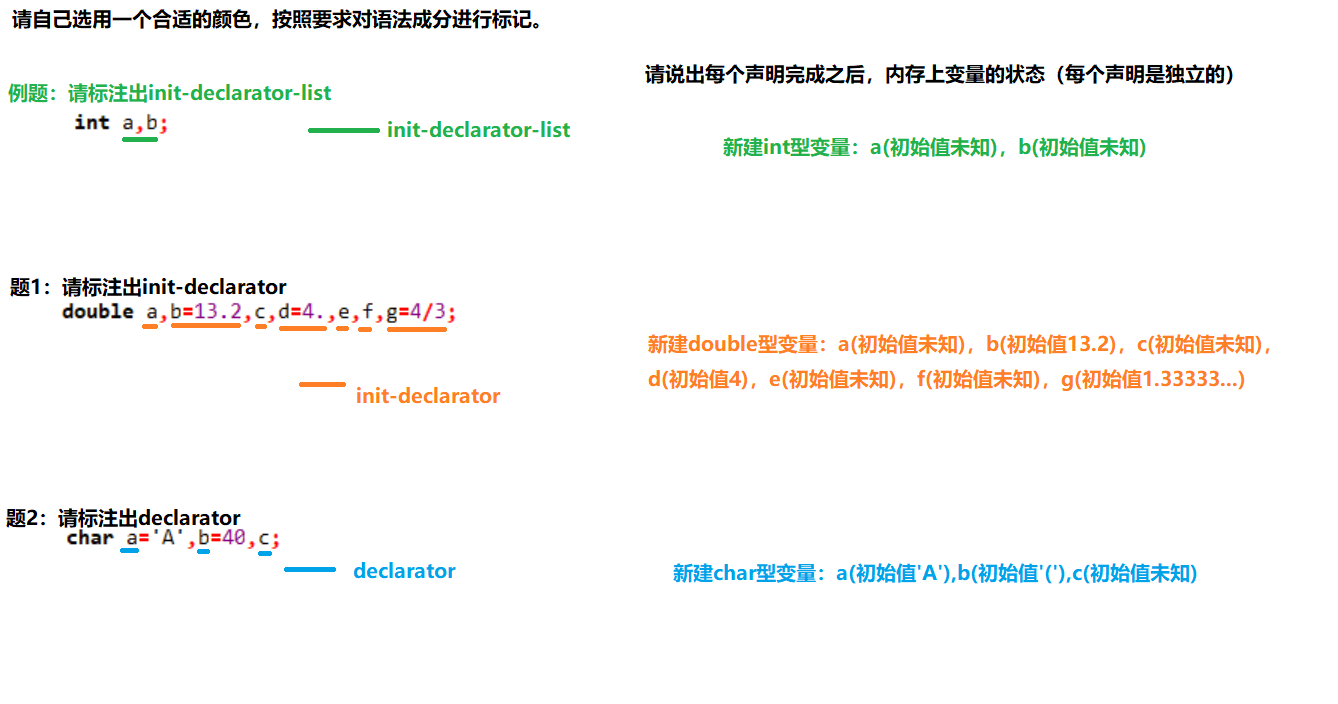 请自己选用一个合适的颜色，按照要求对语法成分进行标记。
请说出每个声明完成之后，内存上变量的状态（每个声明是独立的）
例题：请标注出init-declarator-list
int a,b;
init-declarator-list
新建int型变量：a(初始值未知)，b(初始值未知)
题1：请标注出init-declarator
double a,b=13.2,c,d=4.,e,f,g=4/3;
新建double型变量：a(初始值未知)，b(初始值13.2)，c(初始值未知)，
d(初始值4)，e(初始值未知)，f(初始值未知)，g(初始值1.33333...)
init-declarator
题2：请标注出declarator
char a='A',b=40,c;
declarator
新建char型变量：a(初始值'A'),b(初始值'('),c(初始值未知)